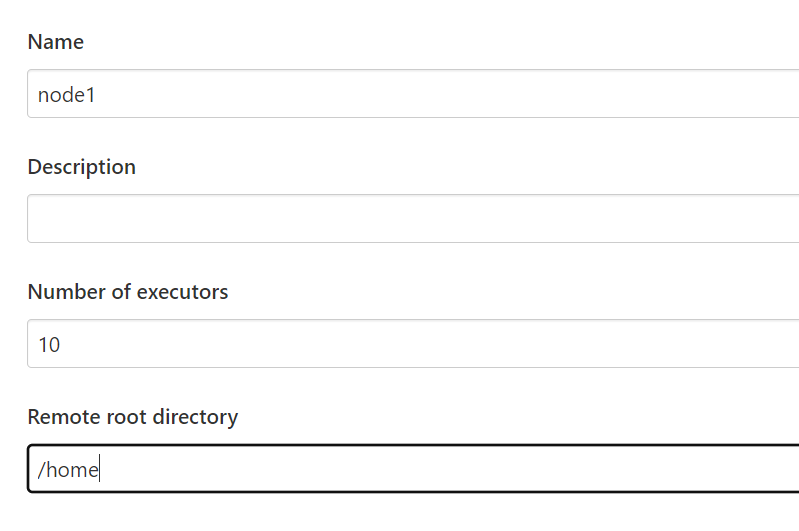 Name
node1
Description
Number of executors
10
Remote root directory
/home